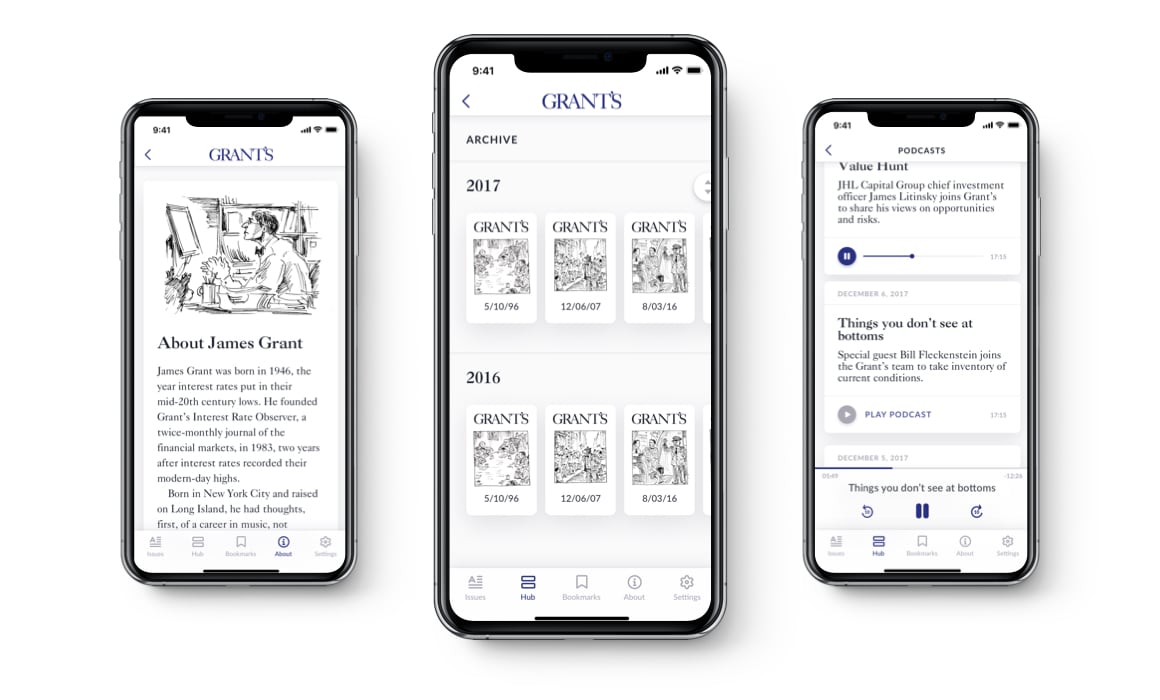 9:41
GRANT'S
About James Grant
James Grant was born in 1946, the
year interest rates put in their
mid-20th century lows. He founded
Grant's Interest Rate Observer, a
twice-monthly journal of the
financial markets, in 1983, two years
after interest rates recorded their
modern-day highs.
Born in New York City and raised
on Long Island, he had thoughts,
first, of a career in music, not
Issues Hub Bookmarks About Settings
9:41
GRANT'S
ARCHIVE
2017
GRANT'S GRANT'S GRANT'S
5/10/96 12/06/07 8/03/16
2016
GRANT'S GRANT'S GRANT'S
5/10/96 12/06/07 8/03/16
Issues Hub Bookmarks About Settings
9:41
PODCASTS
Value Hunt
JHL Capital Group chief investment
officer James Litinsky joins Grant's
to share his views on opportunities
and risks.
17:15
DECEMBER 6, 2017
Things you don't see at
bottoms
Special guest Bill Fleckenstein joins
the Grant's team to take inventory of
current conditions.
PLAY PODCAST 17:15
DECEMBER 5, 2017
05:49 -12:26
Things you don't see at bottoms
Issues Hub Bookmarks About Settings